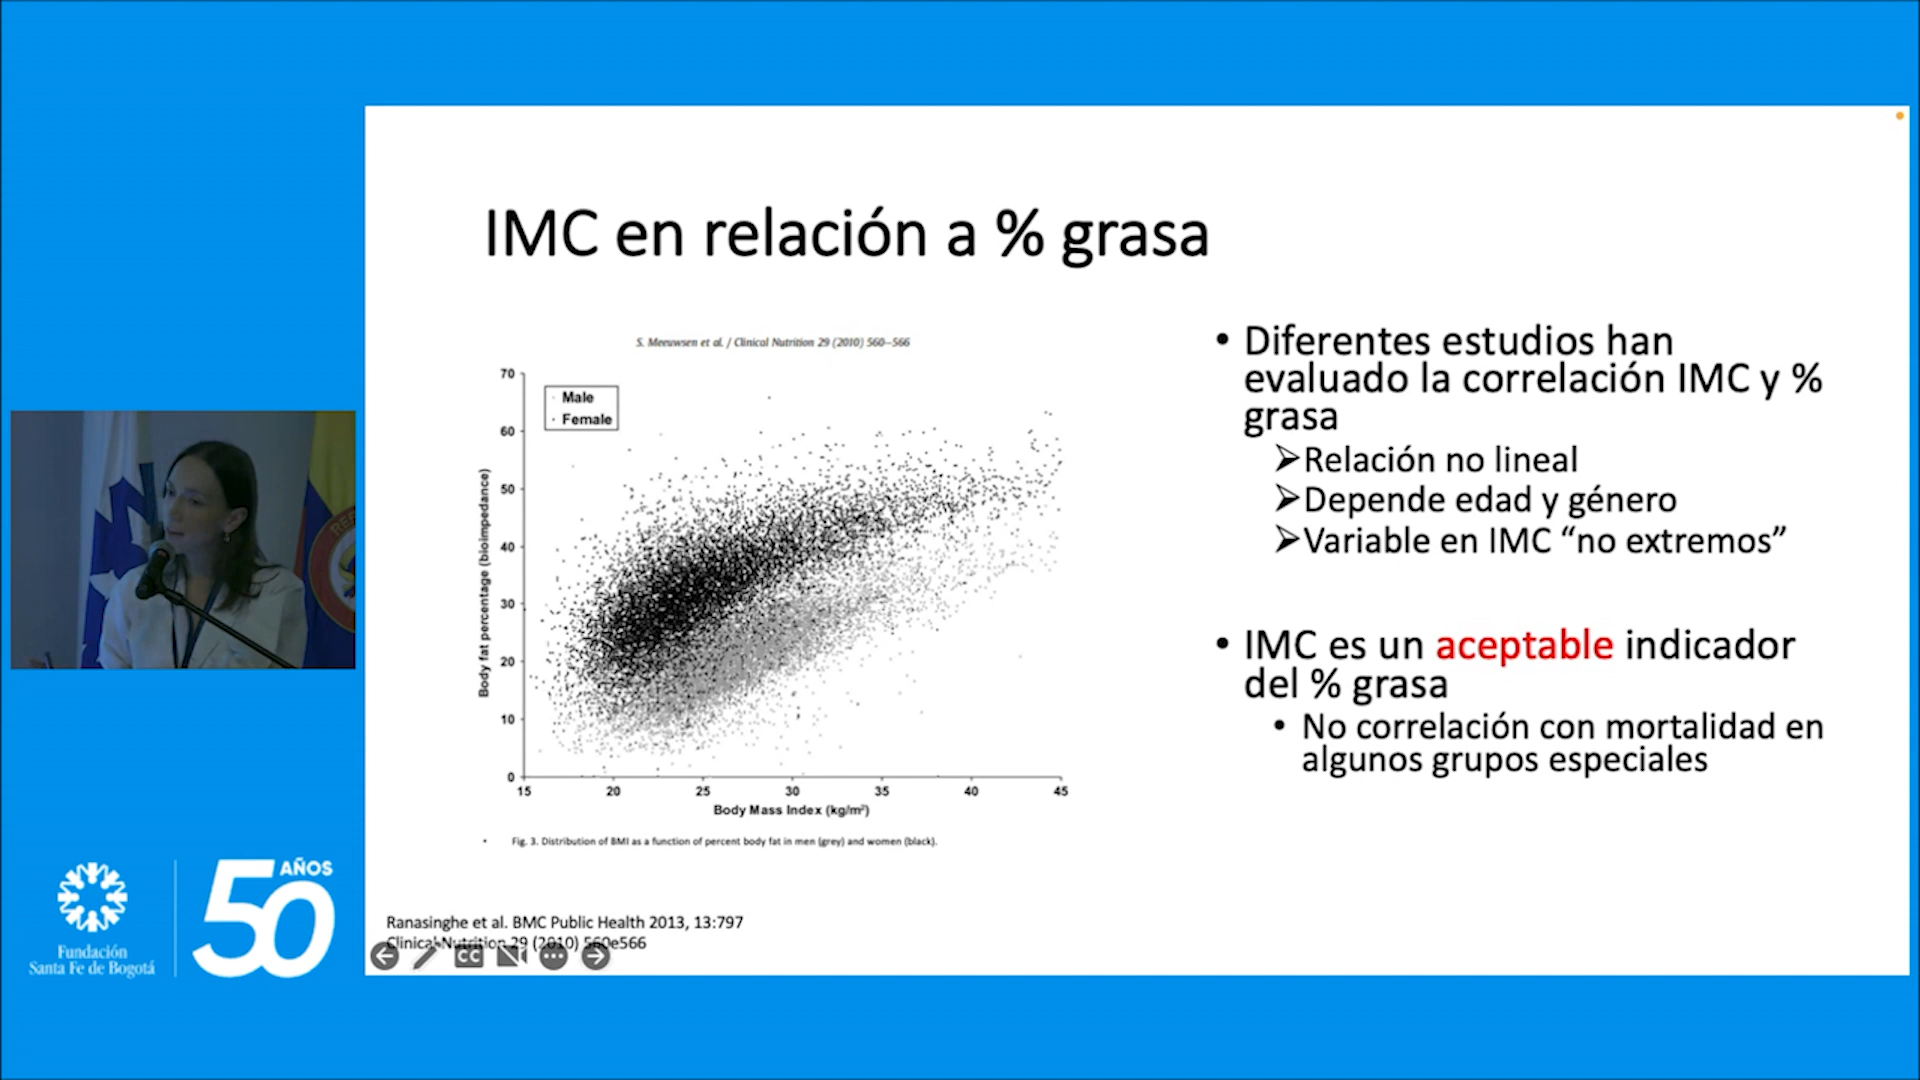 IMC en relación a % grasa
S. Meeuwsen et al. / Clinical Nutrition 29 (2010) 560–566
70
60
50
40
30
20
10
0
Male
Female
Body fat percentage (bioimpedance)
15 20 25 30 35 40 45
Body Mass Index (kg/m²)
• Fig. 3. Distribution of BMI as a function of percent body fat in men (grey) and women (black).
• Diferentes estudios han
evaluado la correlación IMC y %
grasa
➢Relación no lineal
➢Depende edad y género
➢Variable en IMC “no extremos”
• IMC es un aceptable indicador
del % grasa
• No correlación con mortalidad en
algunos grupos especiales
Ranasinghe et al. BMC Public Health 2013, 13:797
Clinical Nutrition 29 (2010) 560e566
CC
Fundación
Santa Fe de Bogotá
50 AÑOS